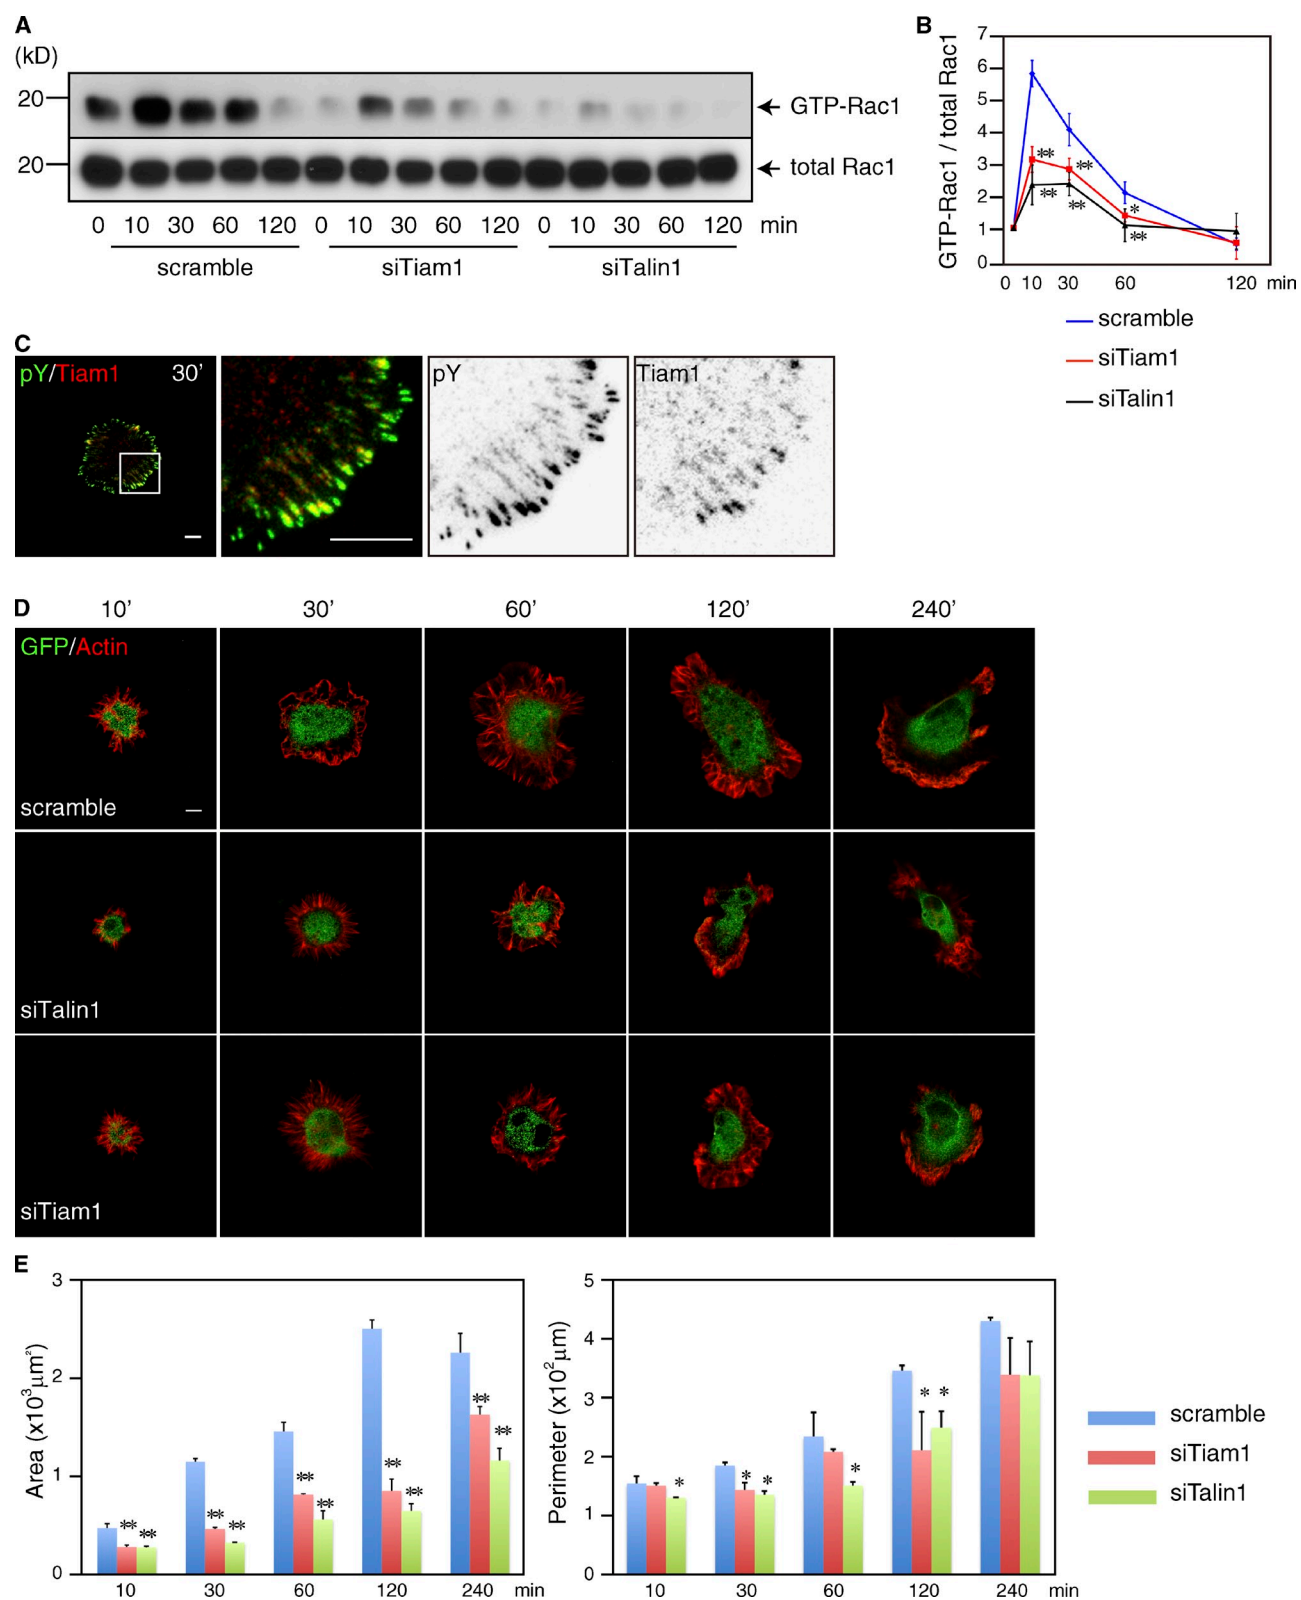 A
(kD)
20
GTP-Rac1
20
total Rac1
0 10 30 60 120 0 10 30 60 120 0 10 30 60 120 min
scramble siTiam1 siTalin1
B
GTP-Rac1 / total Rac1
7
6
5
4
3
2
1
0
** **
** ** *
**
0 10 30 60 120 min
scramble
siTiam1
siTalin1
C
pY/Tiam1 30’
pY
Tiam1
D
10’ 30’ 60’ 120’ 240’
GFP/Actin
scramble
siTalin1
siTiam1
E
Area (x10³μm²)
3
2
1
0
** ** ** ** ** ** ** ** ** **
10 30 60 120 240 min
Perimeter (x10²μm)
5
4
3
2
1
0
* * * * * *
10 30 60 120 240 min
scramble
siTiam1
siTalin1